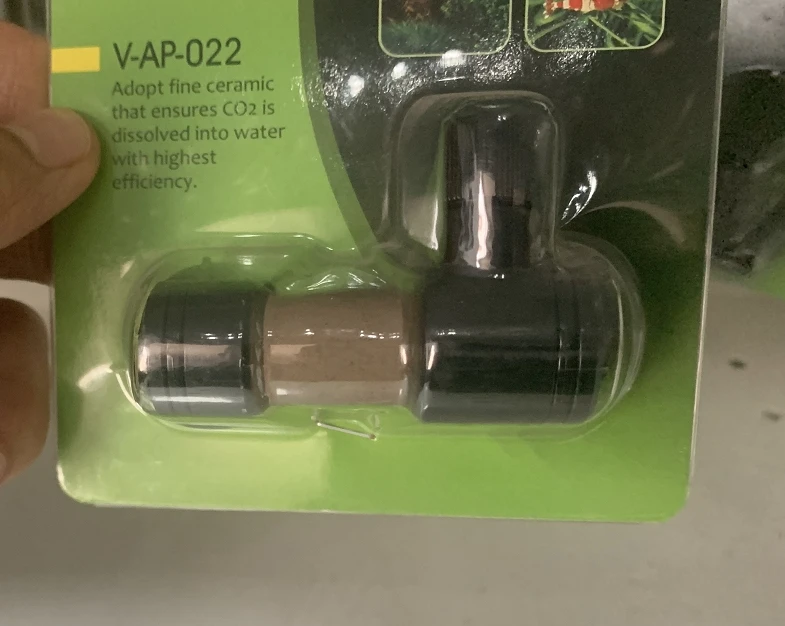 V-AP-022
Adopt fine ceramic
that ensures CO2 is
dissolved into water
with highest
efficiency.